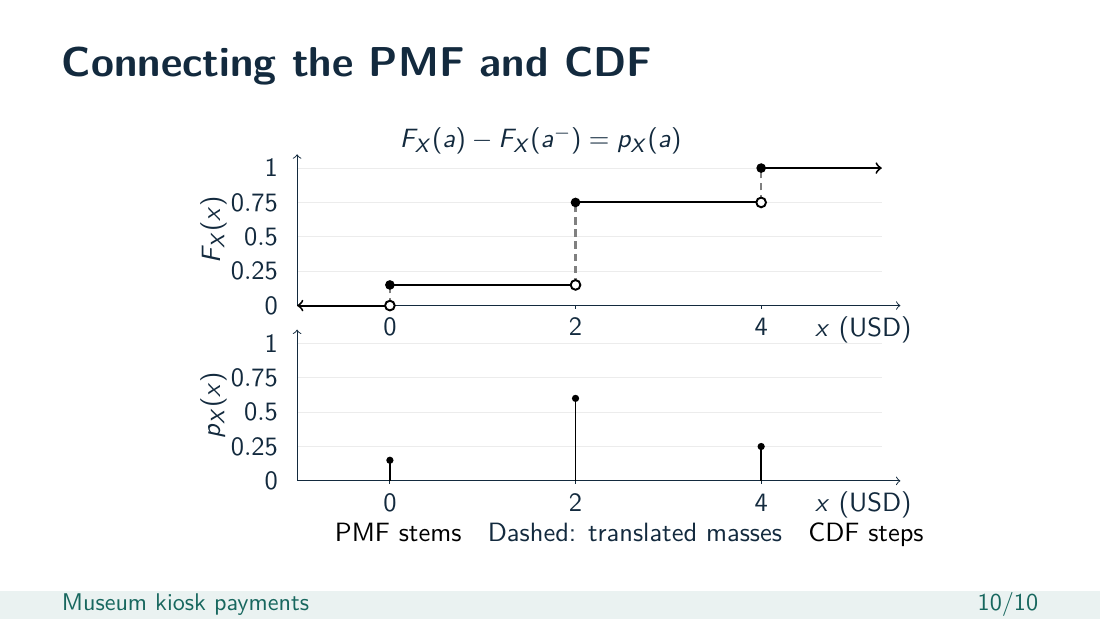 Connecting the PMF and CDF
F_X(a) − F_X(a⁻) = p_X(a)
F_X(x)
1
0.75
0.5
0.25
0
0 2 4 x (USD)
p_X(x)
1
0.75
0.5
0.25
0
0 2 4 x (USD)
PMF stems Dashed: translated masses CDF steps
Museum kiosk payments 10/10